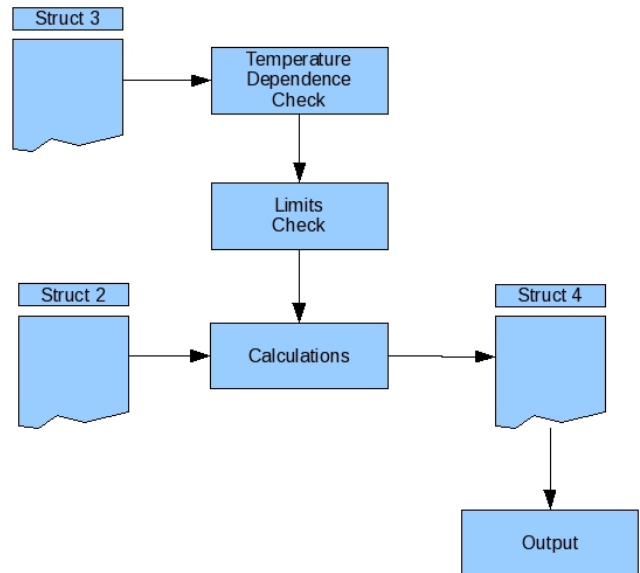 Struct 3
Temperature
Dependence
Check
Limits
Check
Struct 2
Struct 4
Calculations
Output